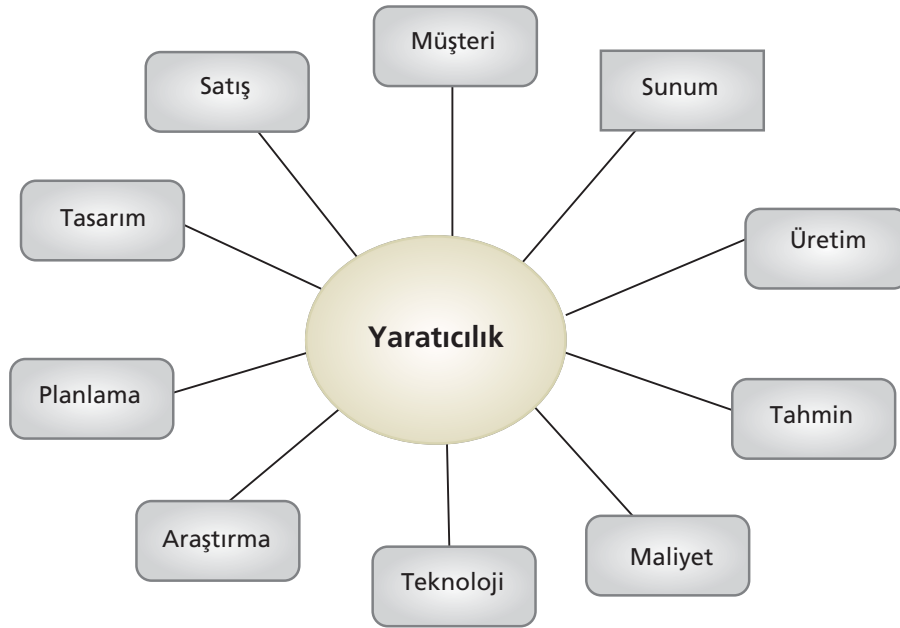 Müşteri
Satış
Sunum
Tasarım
Üretim
Yaratıcılık
Planlama
Tahmin
Araştırma
Maliyet
Teknoloji